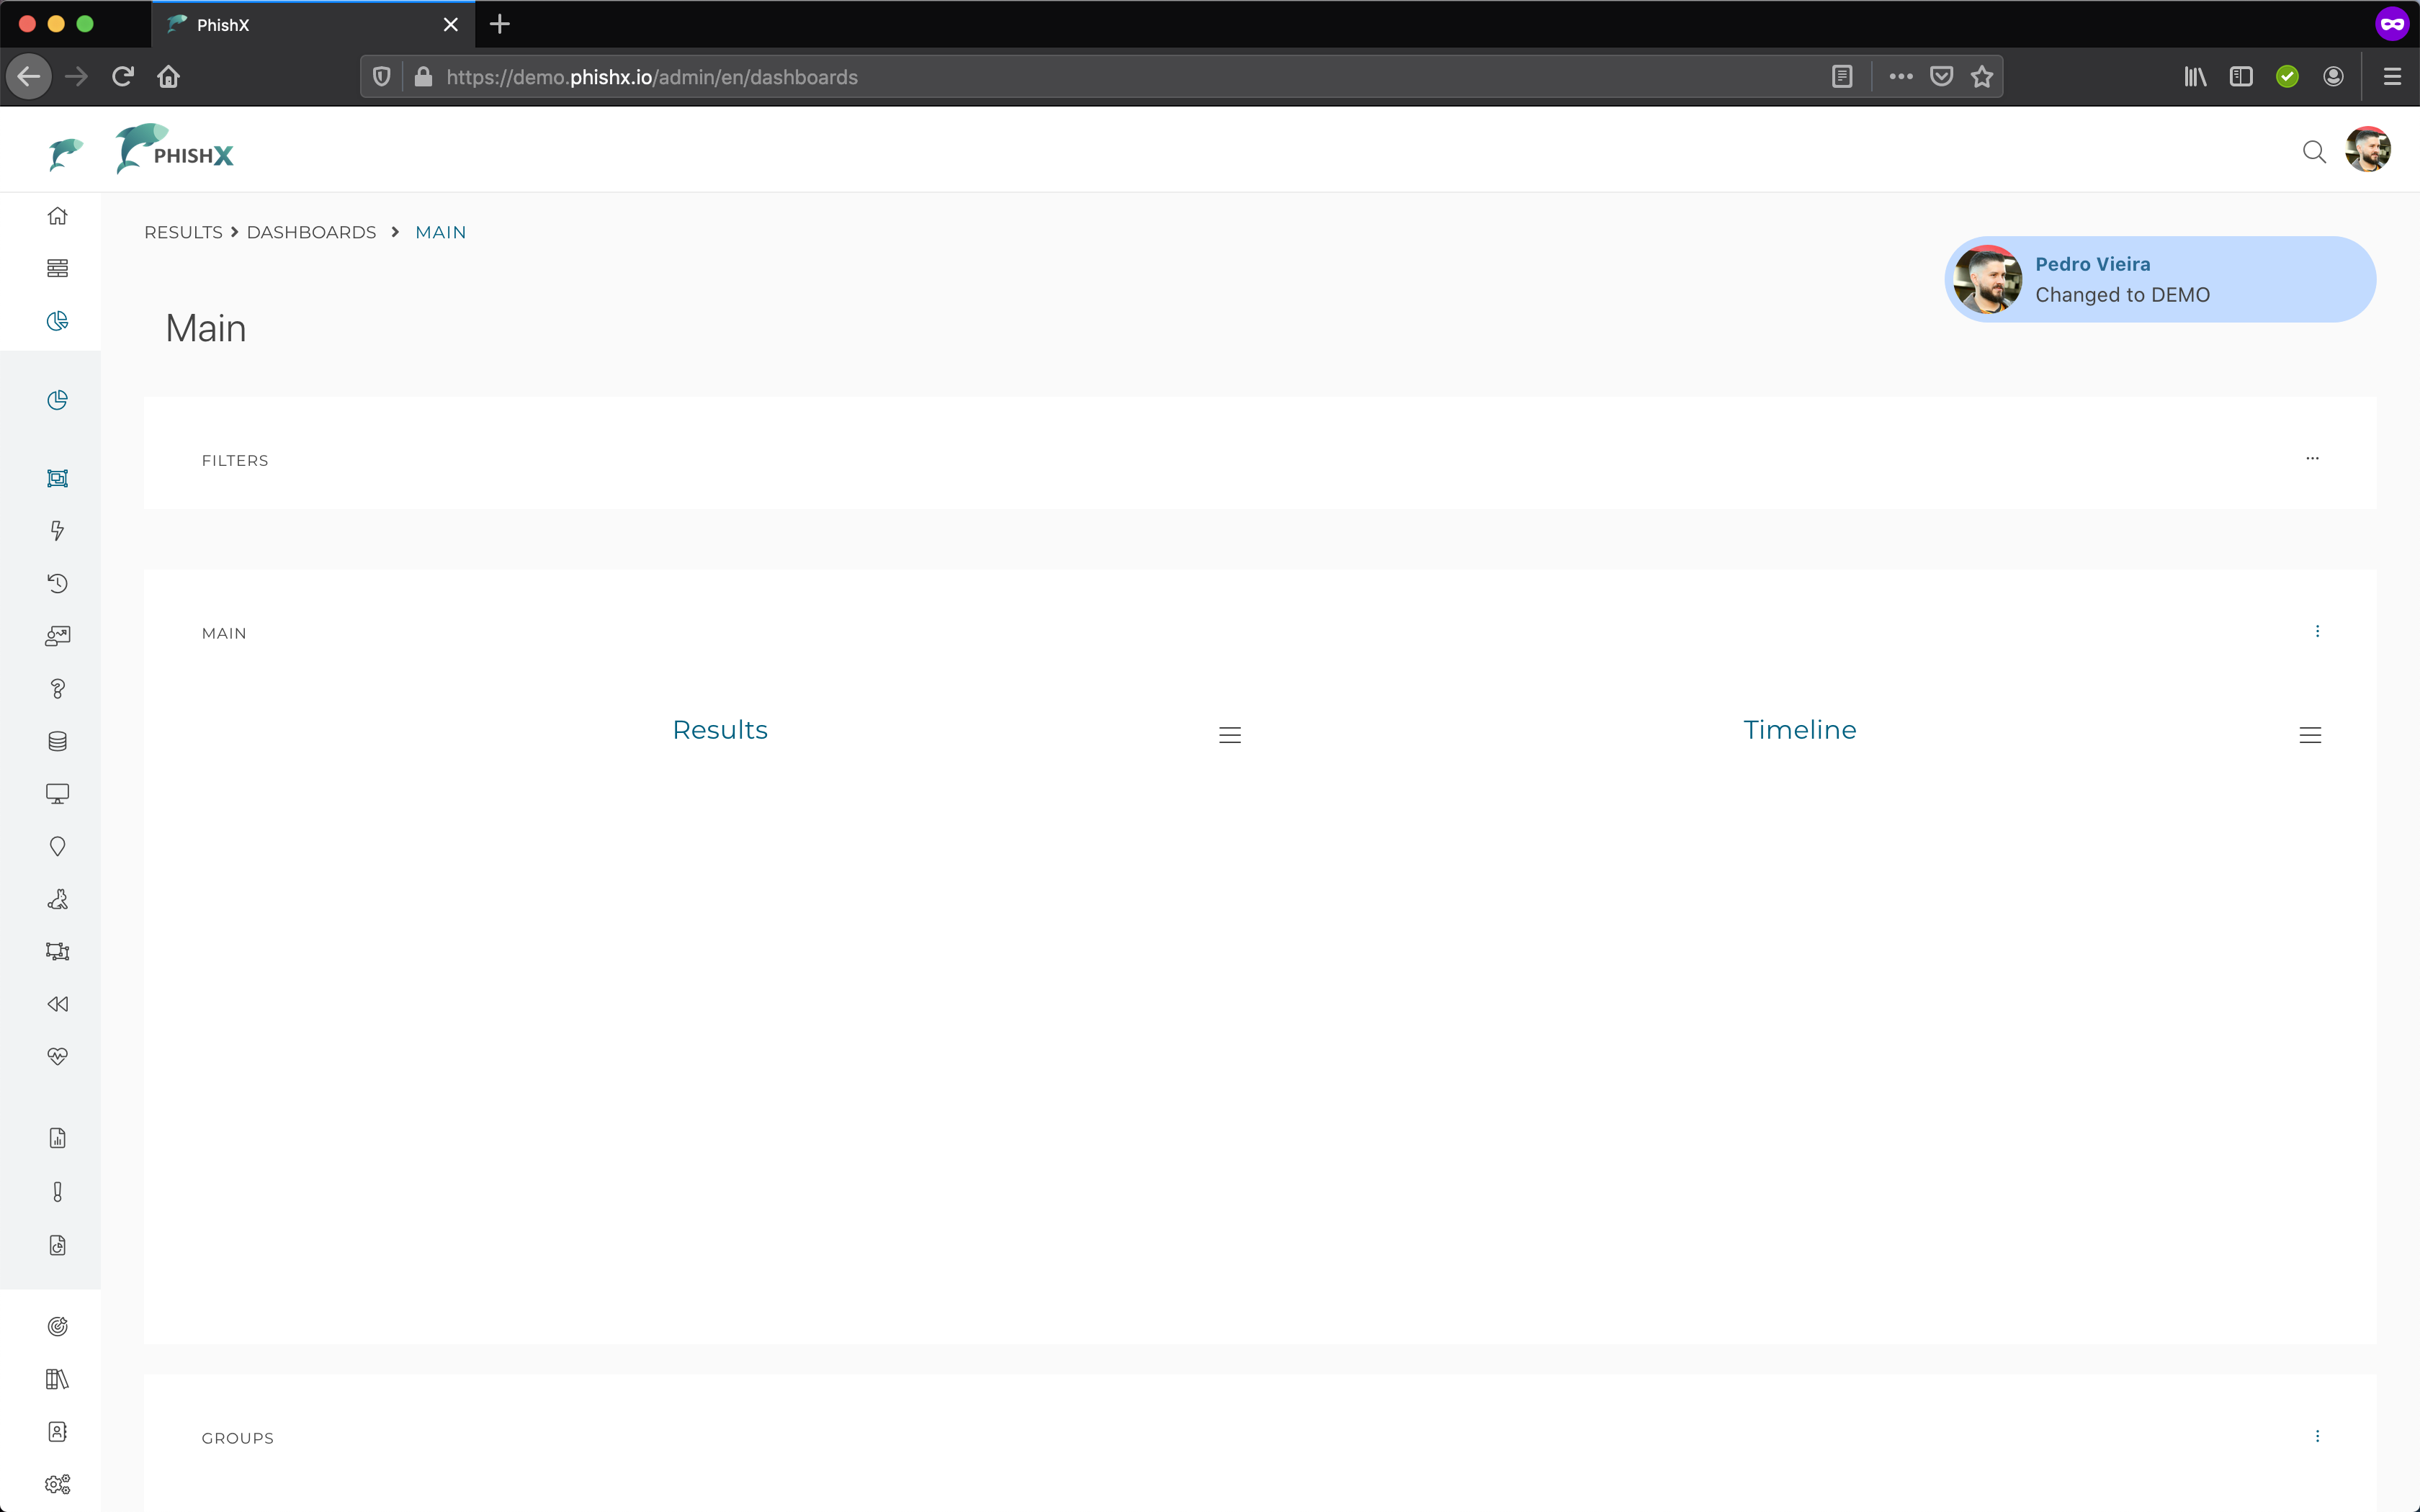 PhishX
https://demo.phishx.io/admin/en/dashboards
PHISHX
RESULTS > DASHBOARDS > MAIN
Pedro Vieira
Changed to DEMO
Main
FILTERS
MAIN
Results
Timeline
GROUPS